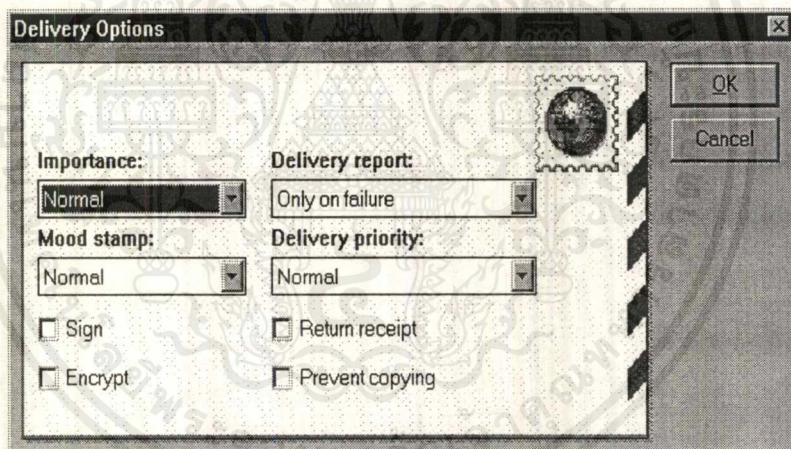 Delivery Options
OK
Cancel
Importance:
Delivery report:
Normal
Only on failure
Mood stamp:
Delivery priority:
Normal
Normal
Sign
Return receipt
Encrypt
Prevent copying